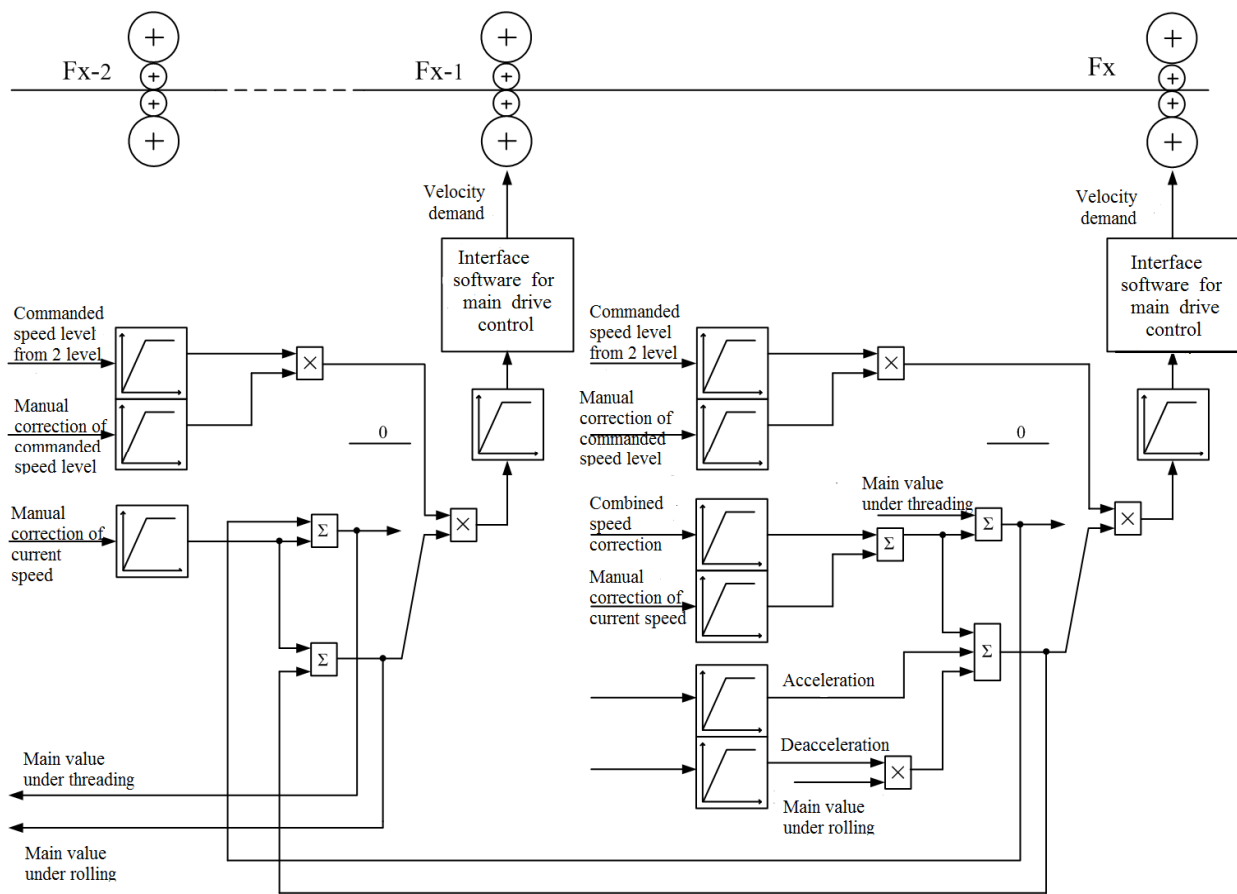 Fx-2
Fx-1
Fx
Velocity
demand
Velocity
demand
Interface
software for
main drive
control
Interface
software for
main drive
control
Commanded
speed level
from 2 level
×
Manual
correction of
commanded
speed level
0
Manual
correction of
current
speed
Σ
×
Σ
Main value
under threading
Main value
under rolling
Commanded
speed level
from 2 level
×
Manual
correction of
commanded
speed level
0
Combined
speed
correction
Main value
under threading
Σ
Σ
×
Manual
correction of
current speed
Σ
Acceleration
Deacceleration
×
Main value
under rolling